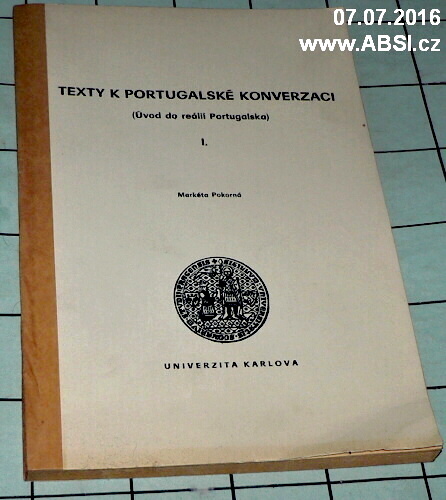 07.07.2016
www.ABSI.cz
TEXTY K PORTUGALSKÉ KONVERZACI
(Úvod do reálií Portugalska)
I.
Markéta Pokorná
UNIVERZITA KARLOVA